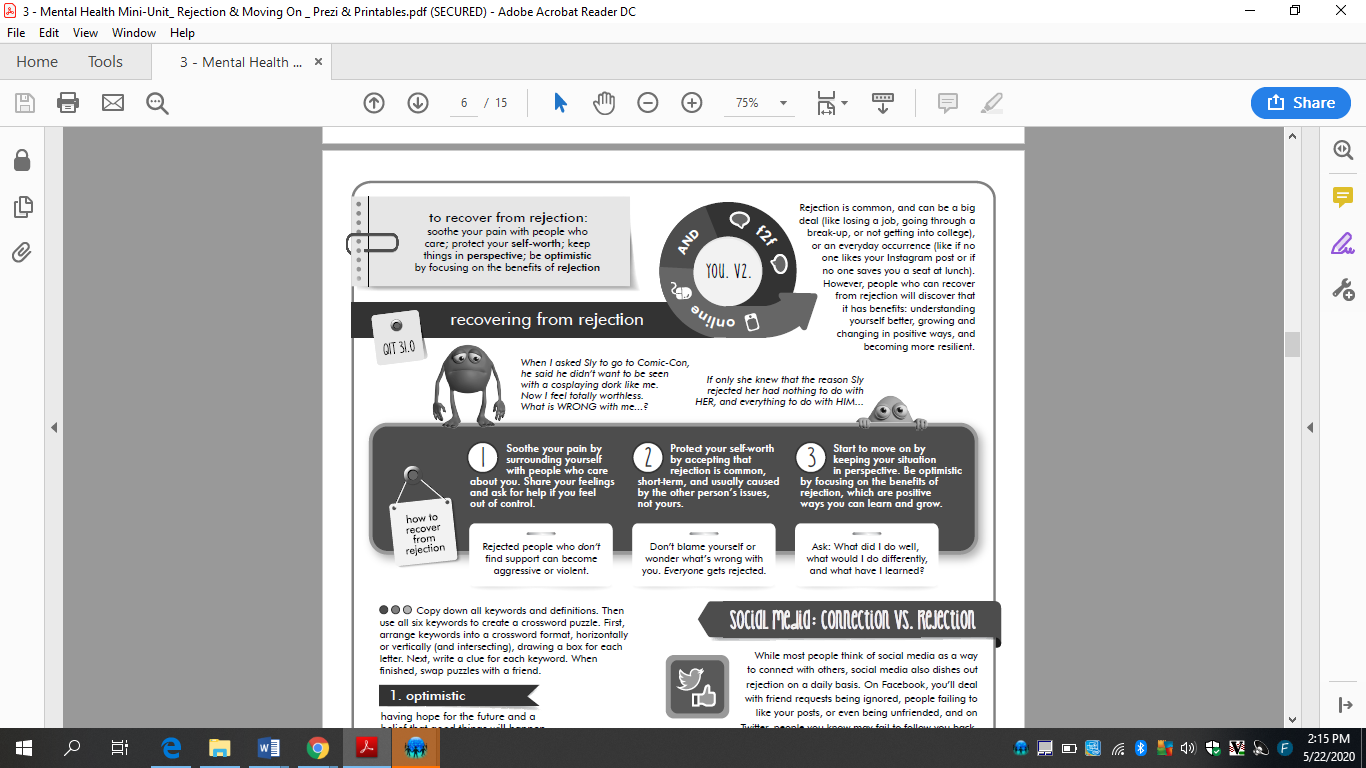 3 - Mental Health Mini-Unit_ Rejection & Moving On _ Prezi & Printables.pdf (SECURED) - Adobe Acrobat Reader DC
File Edit View Window Help
Home Tools 3 - Mental Health ... ×
6 / 15 75% Share
to recover from rejection:
soothe your pain with people who
care; protect your self-worth; keep
things in perspective; be optimistic
by focusing on the benefits of rejection
AND f2f
YOU. V2.
online
Rejection is common, and can be a big
deal (like losing a job, going through a
break-up, or not getting into college),
or an everyday occurrence (like if no
one likes your Instagram post or if
no one saves you a seat at lunch).
However, people who can recover
from rejection will discover that
it has benefits: understanding
yourself better, growing and
changing in positive ways, and
becoming more resilient.
QIT 31.0
recovering from rejection
When I asked Sly to go to Comic-Con,
he said he didn't want to be seen
with a cosplaying dork like me.
Now I feel totally worthless.
What is WRONG with me...?
If only she knew that the reason Sly
rejected her had nothing to do with
HER, and everything to do with HIM...
how to
recover
from
rejection
1 Soothe your pain by
surrounding yourself
with people who care
about you. Share your feelings
and ask for help if you feel
out of control.
Rejected people who don't
find support can become
aggressive or violent.
2 Protect your self-worth
by accepting that
rejection is common,
short-term, and usually caused
by the other person's issues,
not yours.
Don't blame yourself or
wonder what's wrong with
you. Everyone gets rejected.
3 Start to move on by
keeping your situation
in perspective. Be optimistic
by focusing on the benefits of
rejection, which are positive
ways you can learn and grow.
Ask: What did I do well,
what would I do differently,
and what have I learned?
Copy down all keywords and definitions. Then
use all six keywords to create a crossword puzzle. First,
arrange keywords into a crossword format, horizontally
or vertically (and intersecting), drawing a box for each
letter. Next, write a clue for each keyword. When
finished, swap puzzles with a friend.
1. optimistic
having hope for the future and a
belief that good things will happen
Social Media: Connection vs. Rejection
While most people think of social media as a way
to connect with others, social media also dishes out
rejection on a daily basis. On Facebook, you'll deal
with friend requests being ignored, people failing to
like your posts, or even being unfriended, and on
Twitter, people you know may fail to follow you back.
2:15 PM
5/22/2020